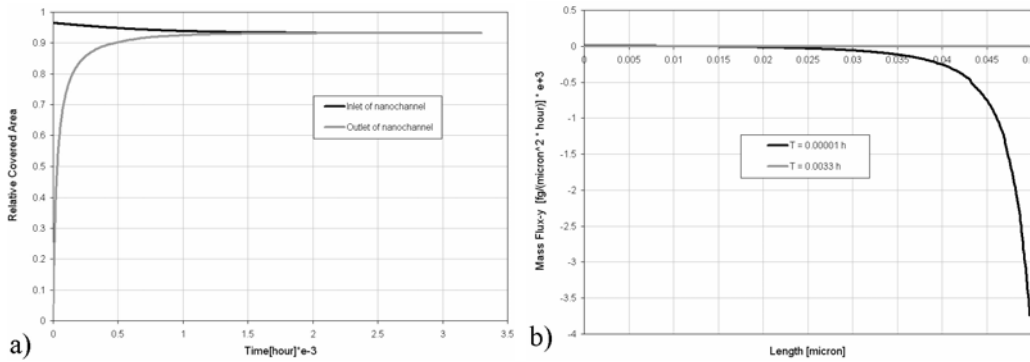 1
0.9
0.8
0.7
0.6
0.5
0.4
0.3
0.2
0.1
0
Relative Covered Area
Inlet of nanochannel
Outlet of nanochannel
0 0.5 1 1.5 2 2.5 3 3.5
Time[hour]*e-3
a)
0.5
0
-0.5
-1
-1.5
-2
-2.5
-3
-3.5
-4
Mass Flux-y [fg/(micron^2 * hour)] * e+3
0 0.005 0.01 0.015 0.02 0.025 0.03 0.035 0.04 0.045
T = 0.00001 h
T = 0.0033 h
Length [micron]
b)